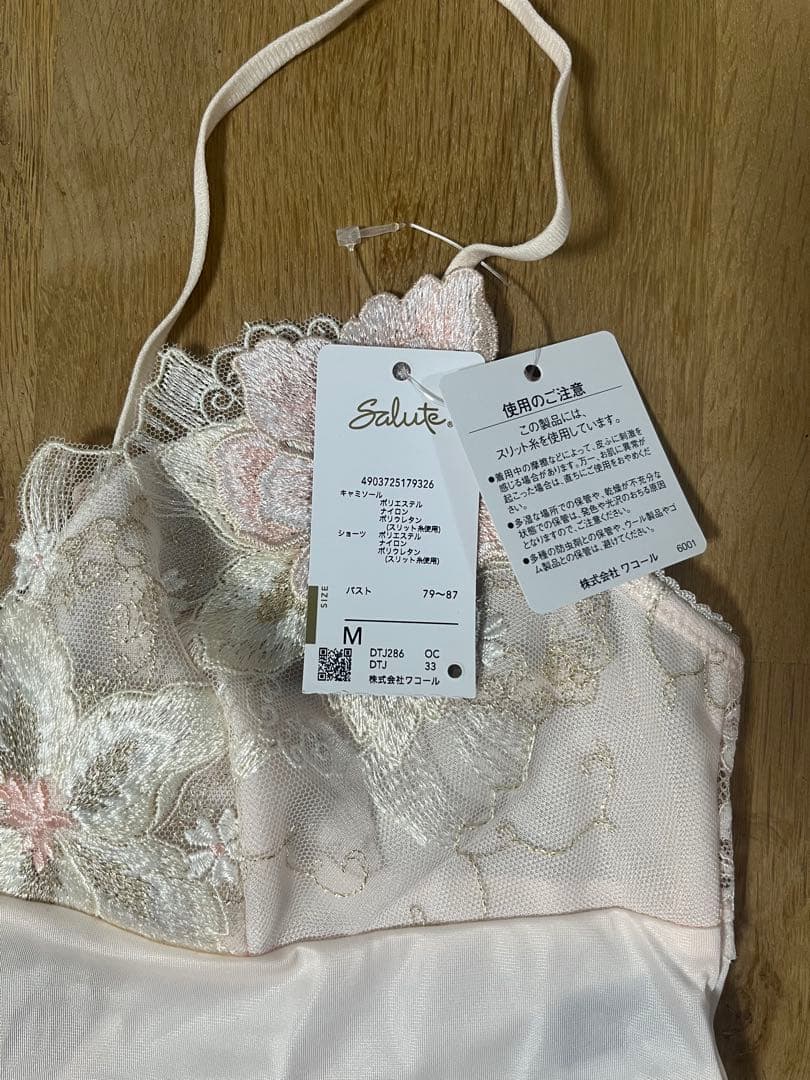 Salute®
4903725179326
キャミソール
ポリエステル
ナイロン
ポリウレタン
(スリット糸使用)
ショーツ ポリエステル
ナイロン
ポリウレタン
(スリット糸使用)
SIZE
バスト 79〜87
M
DTJ286 OC
DTJ 33
株式会社ワコール
使用のご注意
この製品には、
スリット糸を使用しています。
●着用中の摩擦などによって、皮ふに刺激を
感じる場合があります。万一、お肌に異常が
起こった場合は、直ちにご使用をおやめくだ
さい。
●多湿な場所での保管や、乾燥が不充分な
状態での保管は、発色や光沢のおちる原因
となりますので、ご注意ください。
●多種の防虫剤との保管や、ウール製品やゴ
ム製品との保管は、避けてください。
6001
株式会社 ワコール